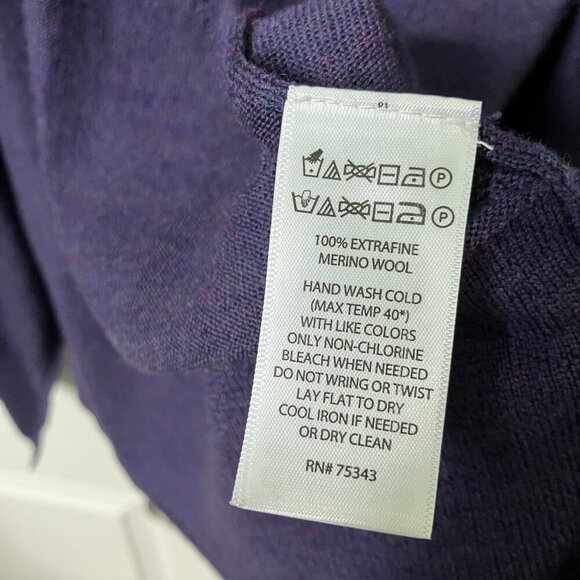 P
P
100% EXTRAFINE
MERINO WOOL
HAND WASH COLD
(MAX TEMP 40*)
WITH LIKE COLORS
ONLY NON-CHLORINE
BLEACH WHEN NEEDED
DO NOT WRING OR TWIST
LAY FLAT TO DRY
COOL IRON IF NEEDED
OR DRY CLEAN
RN# 75343